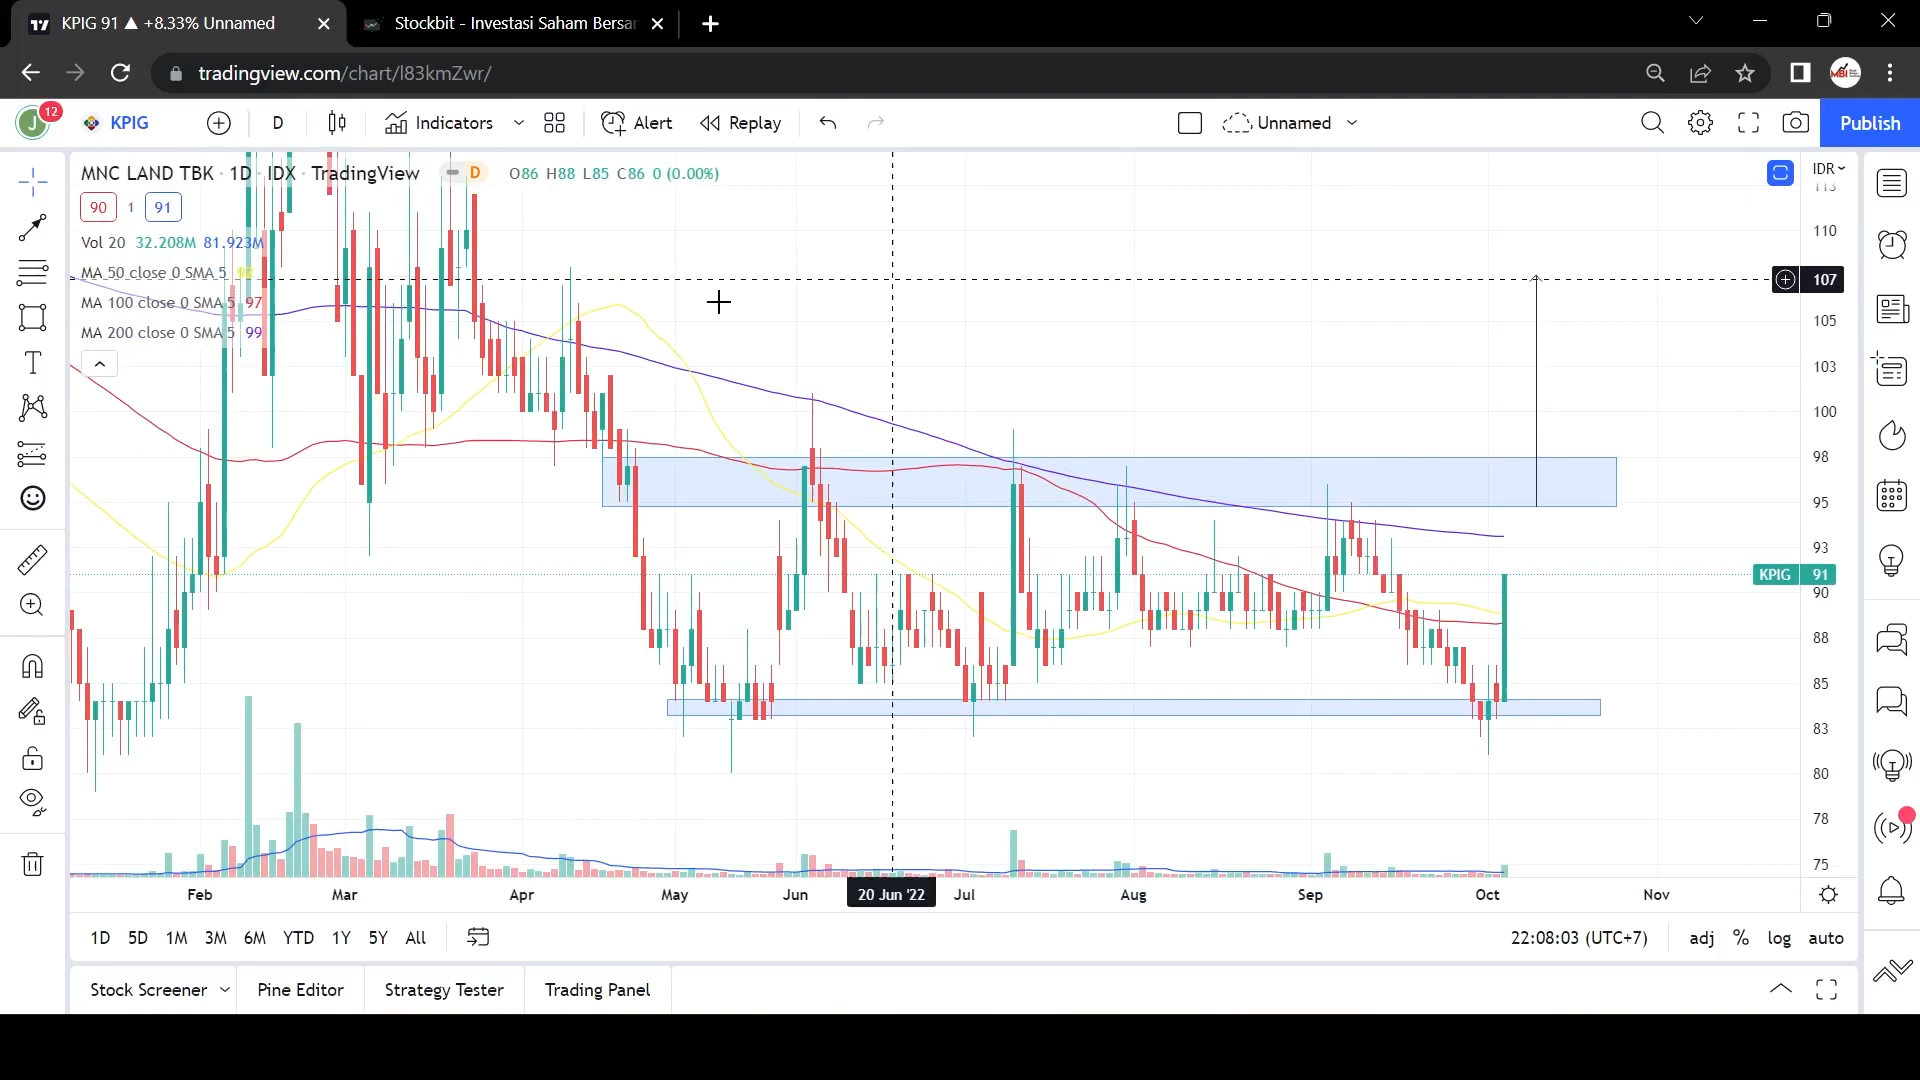 KPIG 91 ▲ +8.33% Unnamed
Stockbit - Investasi Saham Bersar
tradingview.com/chart/l83kmZwr/
J 12 KPIG D Indicators Alert Replay Unnamed Publish
MNC LAND TBK · 1D · IDX · TradingView D O86 H88 L85 C86 0 (0.00%)
IDR
113
90 1 91
110
Vol 20 32.208M 81.923M
MA 50 close 0 SMA 5
107
MA 100 close 0 SMA 5 97
105
MA 200 close 0 SMA 5 99
103
100
98
95
93
KPIG 91
90
88
85
83
80
78
75
Feb Mar Apr May Jun 20 Jun '22 Jul Aug Sep Oct Nov
1D 5D 1M 3M 6M YTD 1Y 5Y All 22:08:03 (UTC+7) adj % log auto
Stock Screener Pine Editor Strategy Tester Trading Panel